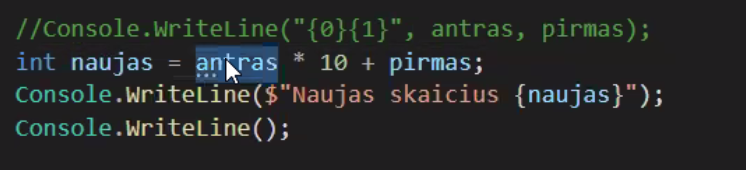 //Console.WriteLine("{0}{1}", antras, pirmas);
int naujas = antras * 10 + pirmas;
Console.WriteLine($"Naujas skaicius {naujas}");
Console.WriteLine();